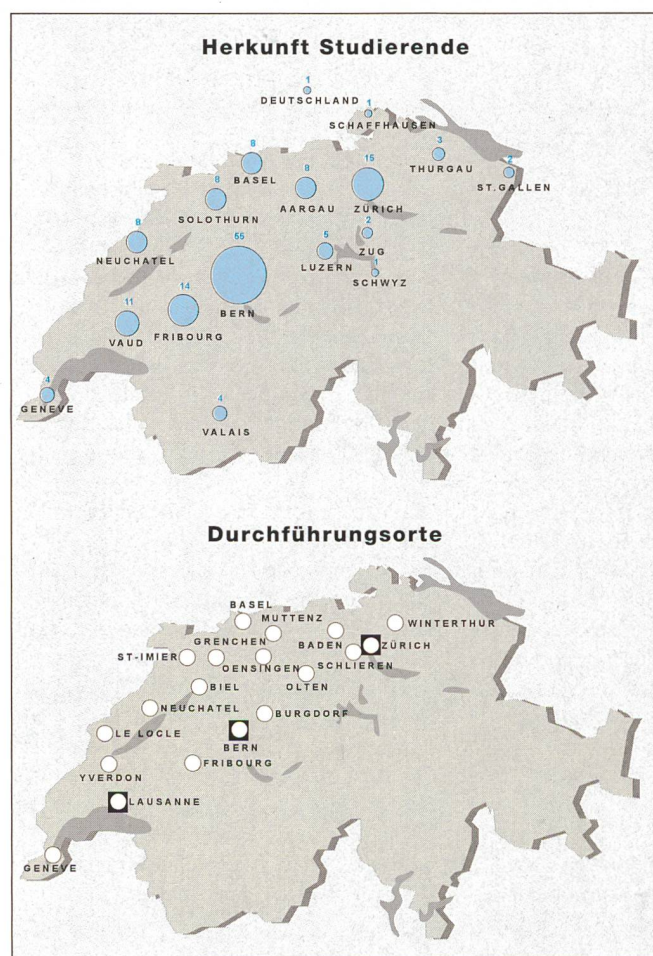 Herkunft Studierende
1
DEUTSCHLAND
1
SCHAFFHAUSEN
3
THURGAU
2
ST.GALLEN
8
BASEL
8
SOLOTHURN
8
AARGAU
15
ZÜRICH
2
ZUG
5
LUZERN
1
SCHWYZ
8
NEUCHATEL
55
BERN
14
FRIBOURG
11
VAUD
4
GENEVE
4
VALAIS
Durchführungsorte
BASEL
MUTTENZ
WINTERTHUR
GRENCHEN
BADEN
ZÜRICH
ST-IMIER
OENSINGEN
SCHLIEREN
OLTEN
BIEL
NEUCHATEL
BURGDORF
LE LOCLE
BERN
YVERDON
FRIBOURG
LAUSANNE
GENEVE